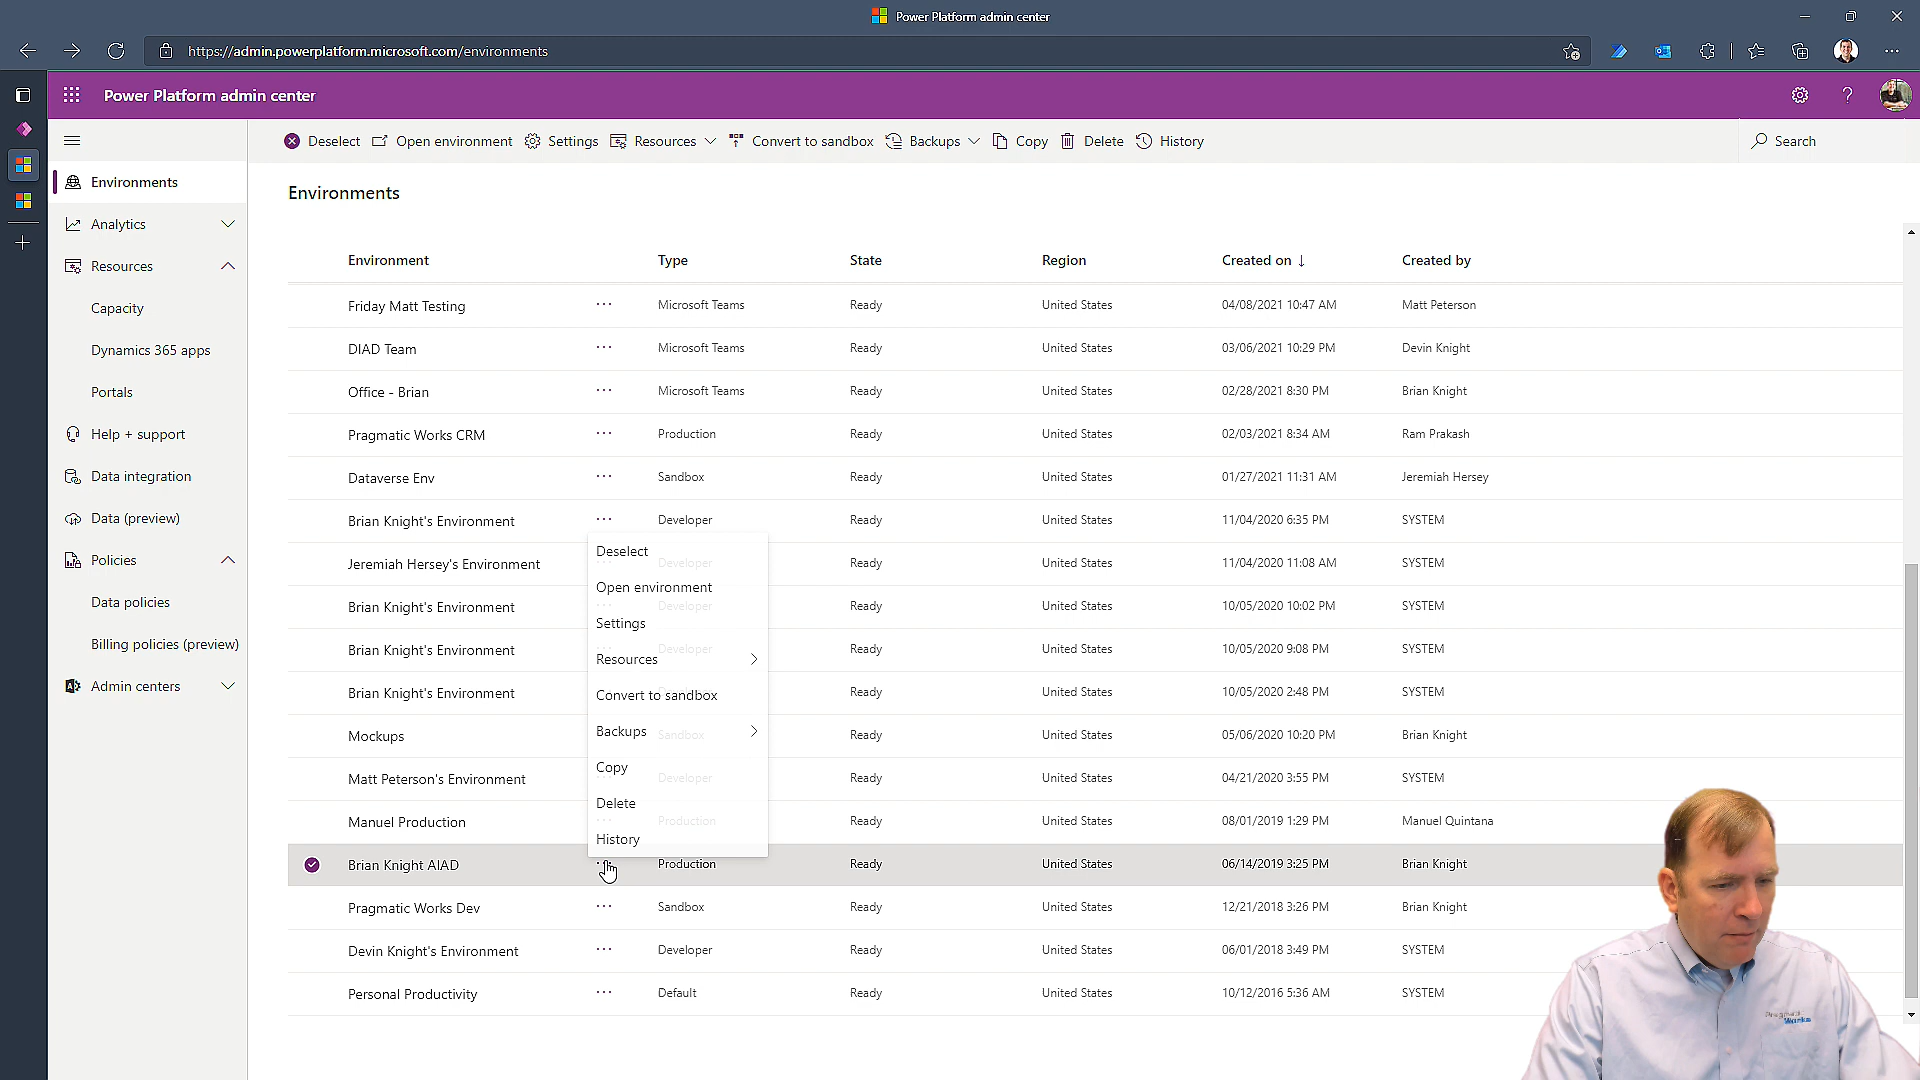 Power Platform admin center
https://admin.powerplatform.microsoft.com/environments
Power Platform admin center
Deselect Open environment Settings Resources Convert to sandbox Backups Copy Delete History Search
Environments
Analytics
Resources
Capacity
Dynamics 365 apps
Portals
Help + support
Data integration
Data (preview)
Policies
Data policies
Billing policies (preview)
Admin centers
Environments
Environment Type State Region Created on ↓ Created by
Friday Matt Testing ... Microsoft Teams Ready United States 04/08/2021 10:47 AM Matt Peterson
DIAD Team ... Microsoft Teams Ready United States 03/06/2021 10:29 PM Devin Knight
Office - Brian ... Microsoft Teams Ready United States 02/28/2021 8:30 PM Brian Knight
Pragmatic Works CRM ... Production Ready United States 02/03/2021 8:34 AM Ram Prakash
Dataverse Env ... Sandbox Ready United States 01/27/2021 11:31 AM Jeremiah Hersey
Brian Knight's Environment ... Developer Ready United States 11/04/2020 6:35 PM SYSTEM
Jeremiah Hersey's Environment Developer Ready United States 11/04/2020 11:08 AM SYSTEM
Brian Knight's Environment Developer Ready United States 10/05/2020 10:02 PM SYSTEM
Brian Knight's Environment Developer Ready United States 10/05/2020 9:08 PM SYSTEM
Brian Knight's Environment Ready United States 10/05/2020 2:48 PM SYSTEM
Mockups Sandbox Ready United States 05/06/2020 10:20 PM Brian Knight
Matt Peterson's Environment Developer Ready United States 04/21/2020 3:55 PM SYSTEM
Manuel Production Production Ready United States 08/01/2019 1:29 PM Manuel Quintana
Brian Knight AIAD Production Ready United States 06/14/2019 3:25 PM Brian Knight
Pragmatic Works Dev ... Sandbox Ready United States 12/21/2018 3:26 PM Brian Knight
Devin Knight's Environment ... Developer Ready United States 06/01/2018 3:49 PM SYSTEM
Personal Productivity ... Default Ready United States 10/12/2016 5:36 AM SYSTEM
Deselect
Open environment
Settings
Resources
Convert to sandbox
Backups
Copy
Delete
History
Works